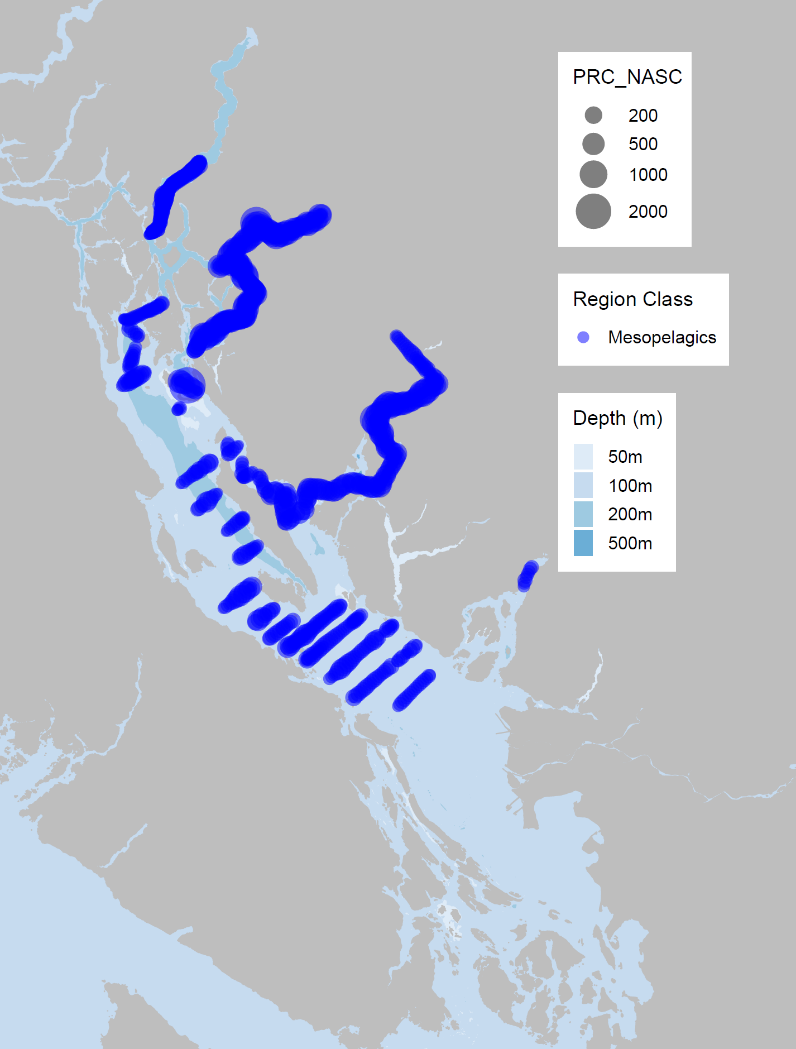 PRC_NASC
200
500
1000
2000
Region Class
Mesopelagics
Depth (m)
50m
100m
200m
500m